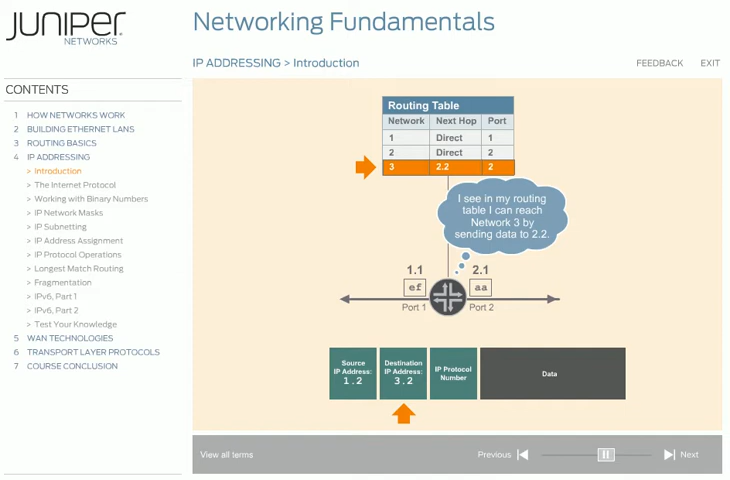 JUNIPER
NETWORKS
Networking Fundamentals
IP ADDRESSING > Introduction
FEEDBACK
EXIT
CONTENTS
1 HOW NETWORKS WORK
2 BUILDING ETHERNET LANS
3 ROUTING BASICS
4 IP ADDRESSING
> Introduction
> The Internet Protocol
> Working with Binary Numbers
> IP Network Masks
> IP Subnetting
> IP Address Assignment
> IP Protocol Operations
> Longest Match Routing
> Fragmentation
> IPv6, Part 1
> IPv6, Part 2
> Test Your Knowledge
5 WAN TECHNOLOGIES
6 TRANSPORT LAYER PROTOCOLS
7 COURSE CONCLUSION
Routing Table
Network Next Hop Port
1 Direct 1
2 Direct 2
3 2.2 2
I see in my routing
table I can reach
Network 3 by
sending data to 2.2.
1.1 2.1
ef aa
Port 1 Port 2
Source
IP Address:
1.2
Destination
IP Address:
3.2
IP Protocol
Number
Data
View all terms
Previous
Next